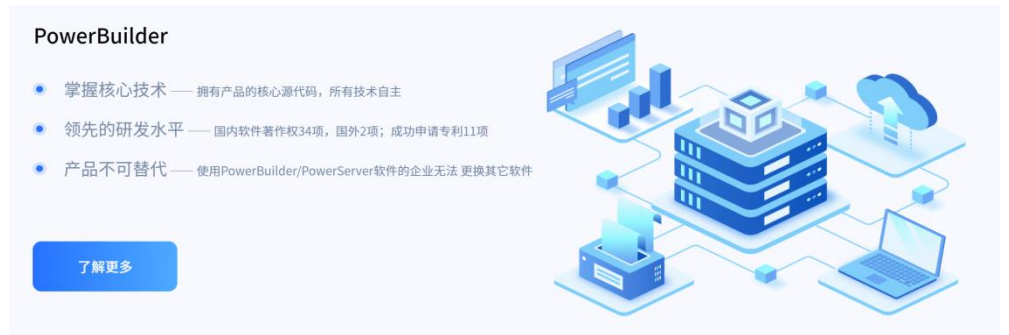 PowerBuilder
掌握核心技术 —— 拥有产品的核心源代码，所有技术自主
领先的研发水平 —— 国内软件著作权34项，国外2项；成功申请专利11项
产品不可替代 —— 使用PowerBuilder/PowerServer软件的企业无法 更换其它软件
了解更多